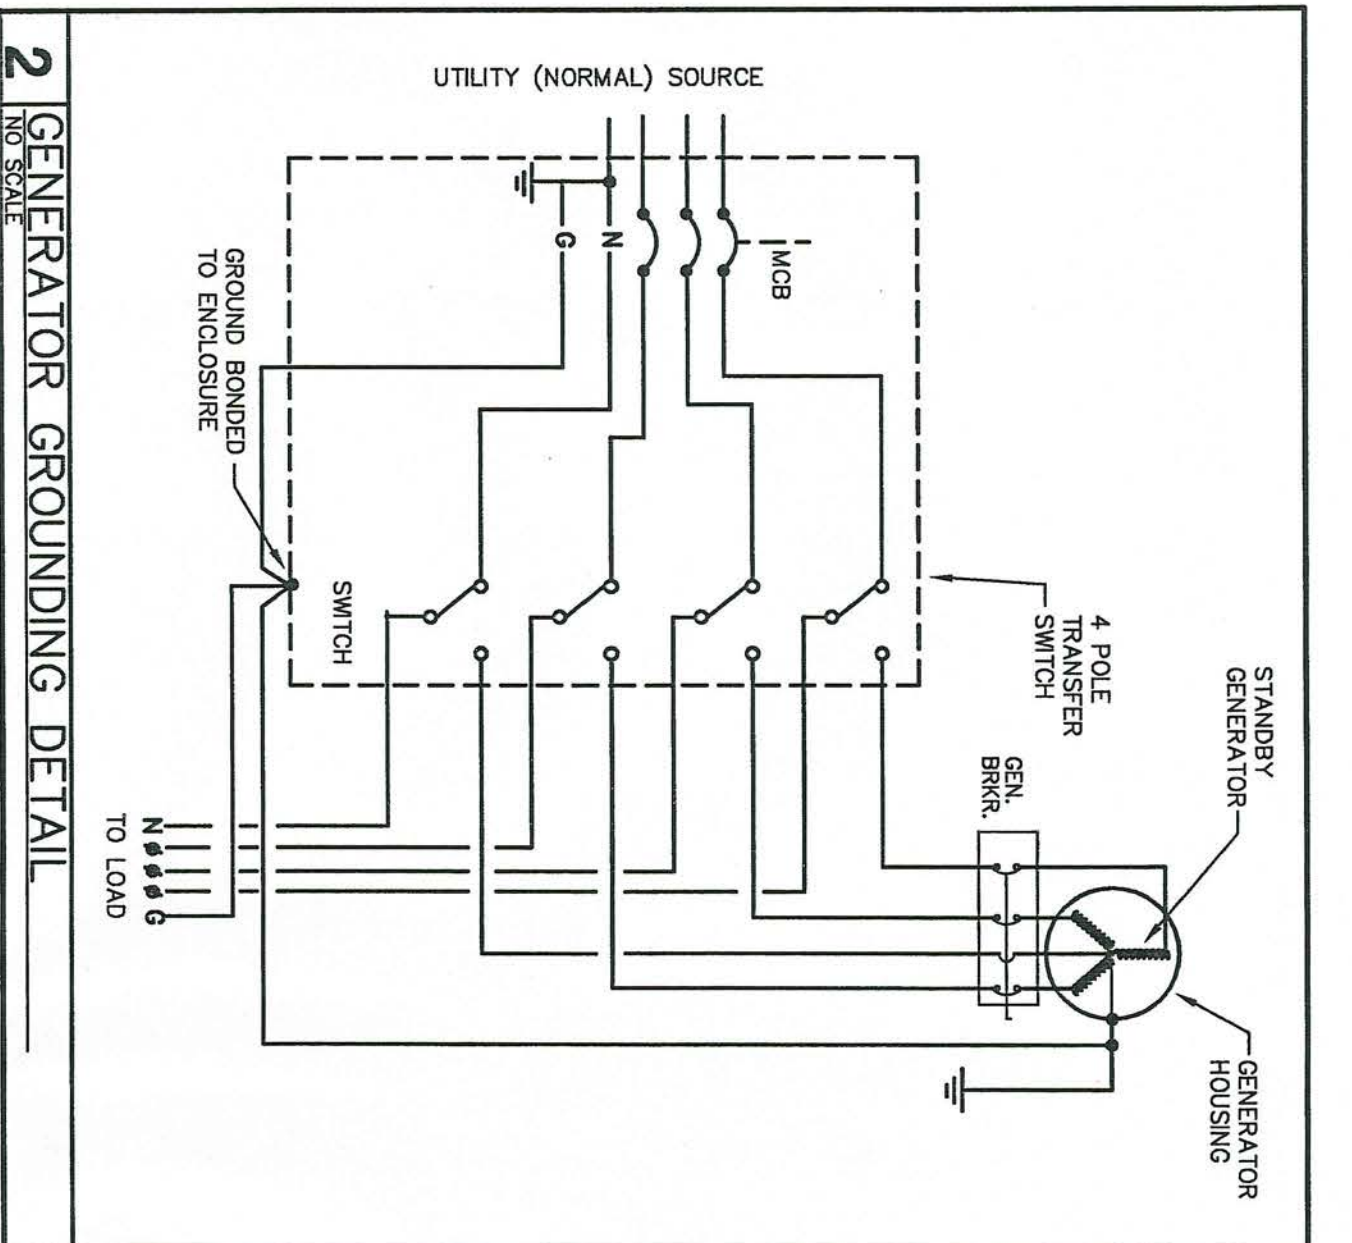 UTILITY (NORMAL) SOURCE
MCB
N
G
GROUND BONDED
TO ENCLOSURE
SWITCH
4 POLE
TRANSFER
SWITCH
STANDBY
GENERATOR
GEN.
BRKR.
GENERATOR
HOUSING
N ø ø ø G
TO LOAD
2
GENERATOR GROUNDING DETAIL
NO SCALE